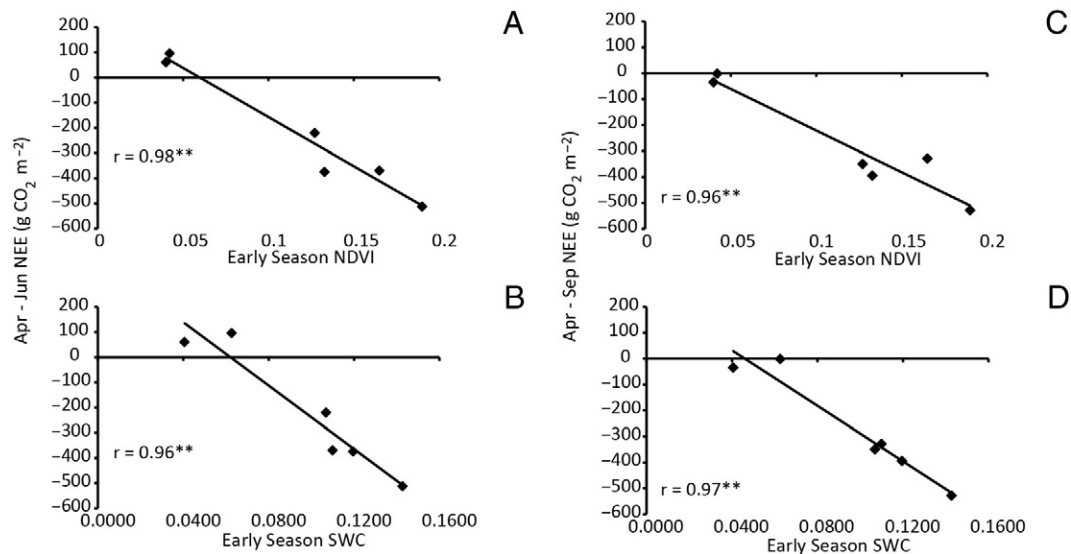 A
Apr - Jun NEE (g CO2 m−2)
200
100
0
−100
−200
−300
−400
−500
−600
r = 0.98**
0 0.05 0.1 0.15 0.2
Early Season NDVI
B
200
100
0
−100
−200
−300
−400
−500
−600
r = 0.96**
0.0000 0.0400 0.0800 0.1200 0.1600
Early Season SWC
C
Apr - Sep NEE (g CO2 m−2)
200
100
0
−100
−200
−300
−400
−500
−600
r = 0.96**
0 0.05 0.1 0.15 0.2
Early Season NDVI
D
200
100
0
−100
−200
−300
−400
−500
−600
r = 0.97**
0.0000 0.0400 0.0800 0.1200 0.1600
Early Season SWC